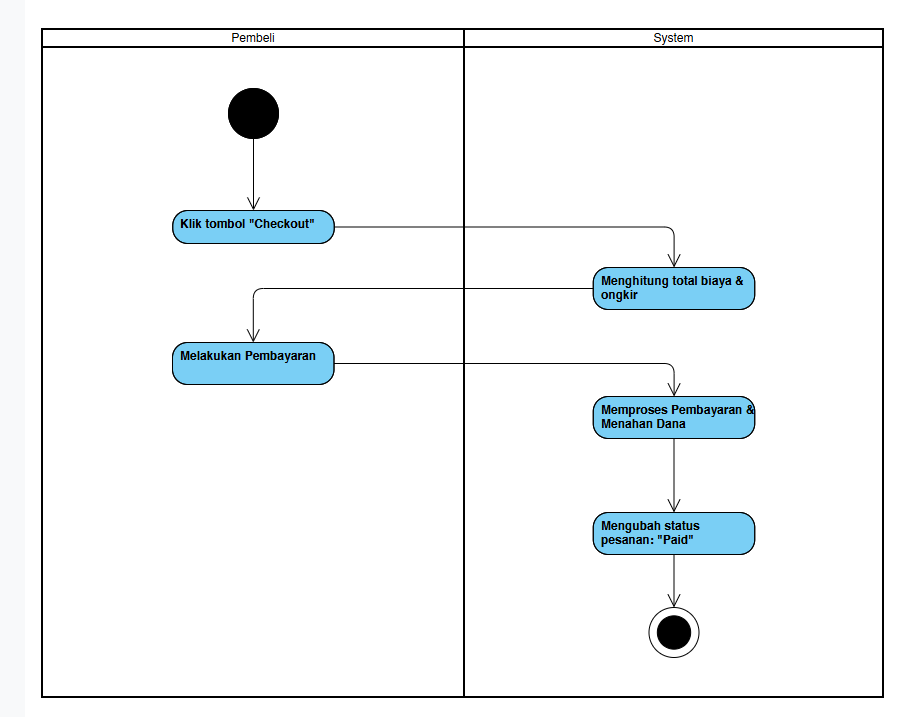 Pembeli
System
Klik tombol "Checkout"
Menghitung total biaya &
ongkir
Melakukan Pembayaran
Memproses Pembayaran &
Menahan Dana
Mengubah status
pesanan: "Paid"